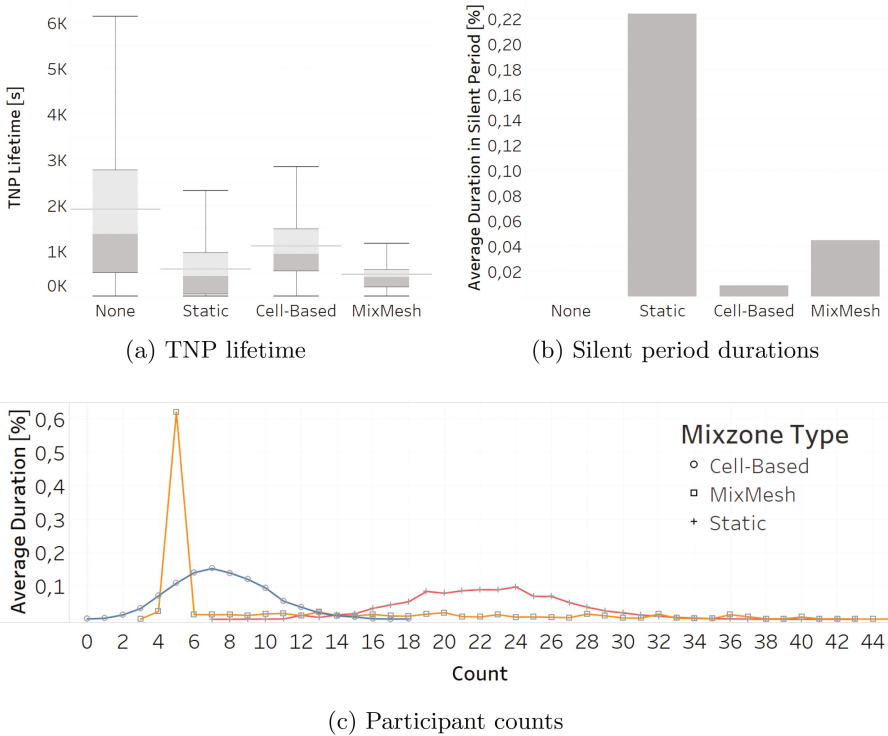 TNP Lifetime [s]
6K
5K
4K
3K
2K
1K
0K
None Static Cell-Based MixMesh
(a) TNP lifetime
Average Duration in Silent Period [%]
0,22
0,20
0,18
0,16
0,14
0,12
0,10
0,08
0,06
0,04
0,02
None Static Cell-Based MixMesh
(b) Silent period durations
Average Duration [%]
0,6
0,5
0,4
0,3
0,2
0,1
Mixzone Type
Cell-Based
MixMesh
Static
0 2 4 6 8 10 12 14 16 18 20 22 24 26 28 30 32 34 36 38 40 42 44
Count
(c) Participant counts